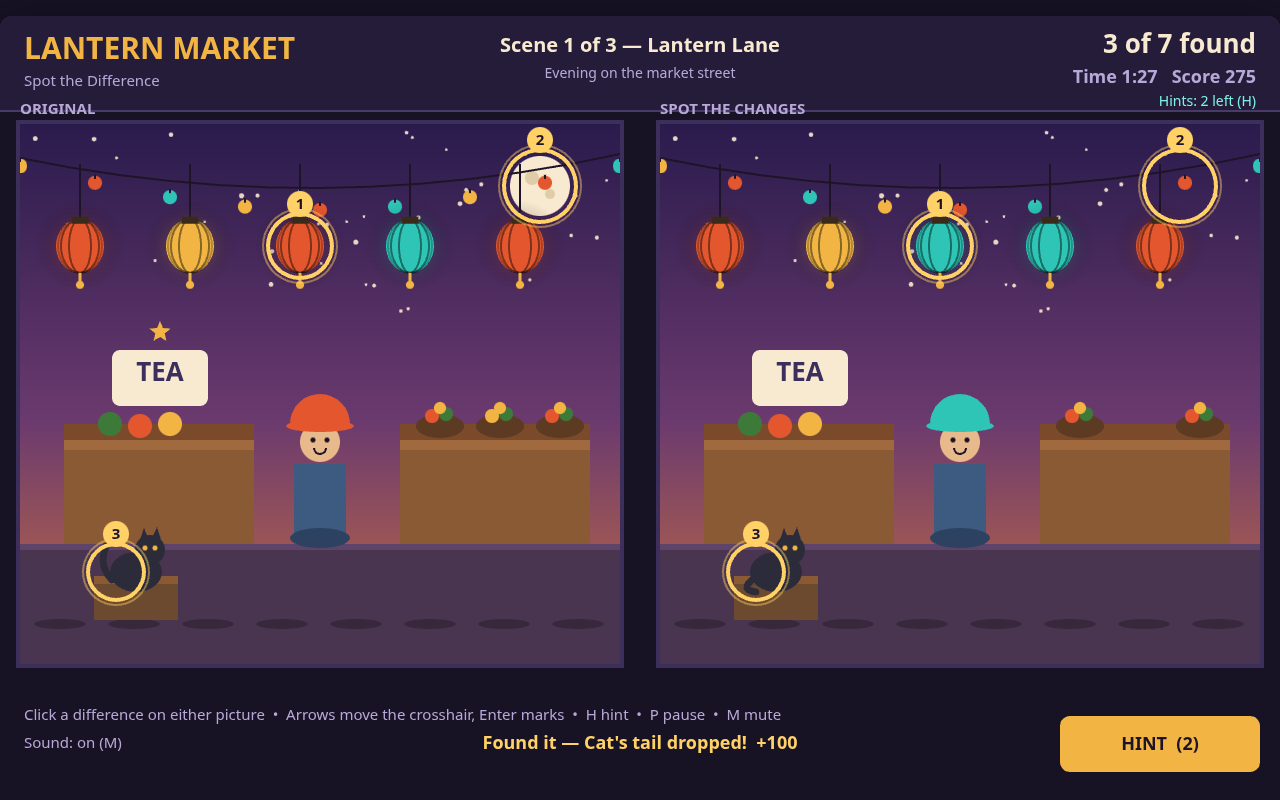 LANTERN MARKET
Spot the Difference
Scene 1 of 3 — Lantern Lane
Evening on the market street
3 of 7 found
Time 1:27 Score 275
Hints: 2 left (H)
ORIGINAL
SPOT THE CHANGES
2
2
1
1
TEA
TEA
3
3
Click a difference on either picture • Arrows move the crosshair, Enter marks • H hint • P pause • M mute
Sound: on (M)
Found it — Cat's tail dropped! +100
HINT (2)